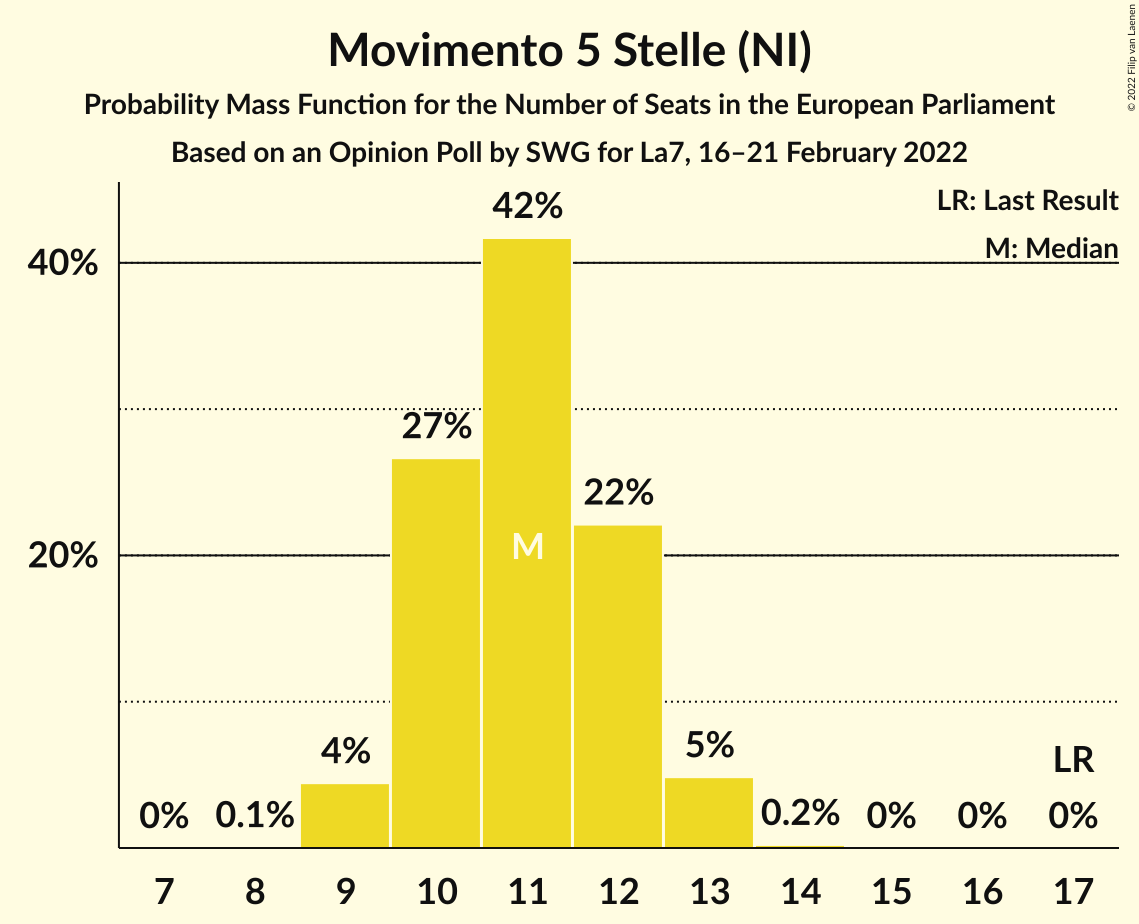 Movimento 5 Stelle (NI)
Probability Mass Function for the Number of Seats in the European Parliament
Based on an Opinion Poll by SWG for La7, 16–21 February 2022
© 2022 Filip van Laenen
LR: Last Result
M: Median
42%
40%
27%
22%
M
20%
4%
5%
LR
0%
0.1%
0.2%
0%
0%
0%
7 8 9 10 11 12 13 14 15 16 17